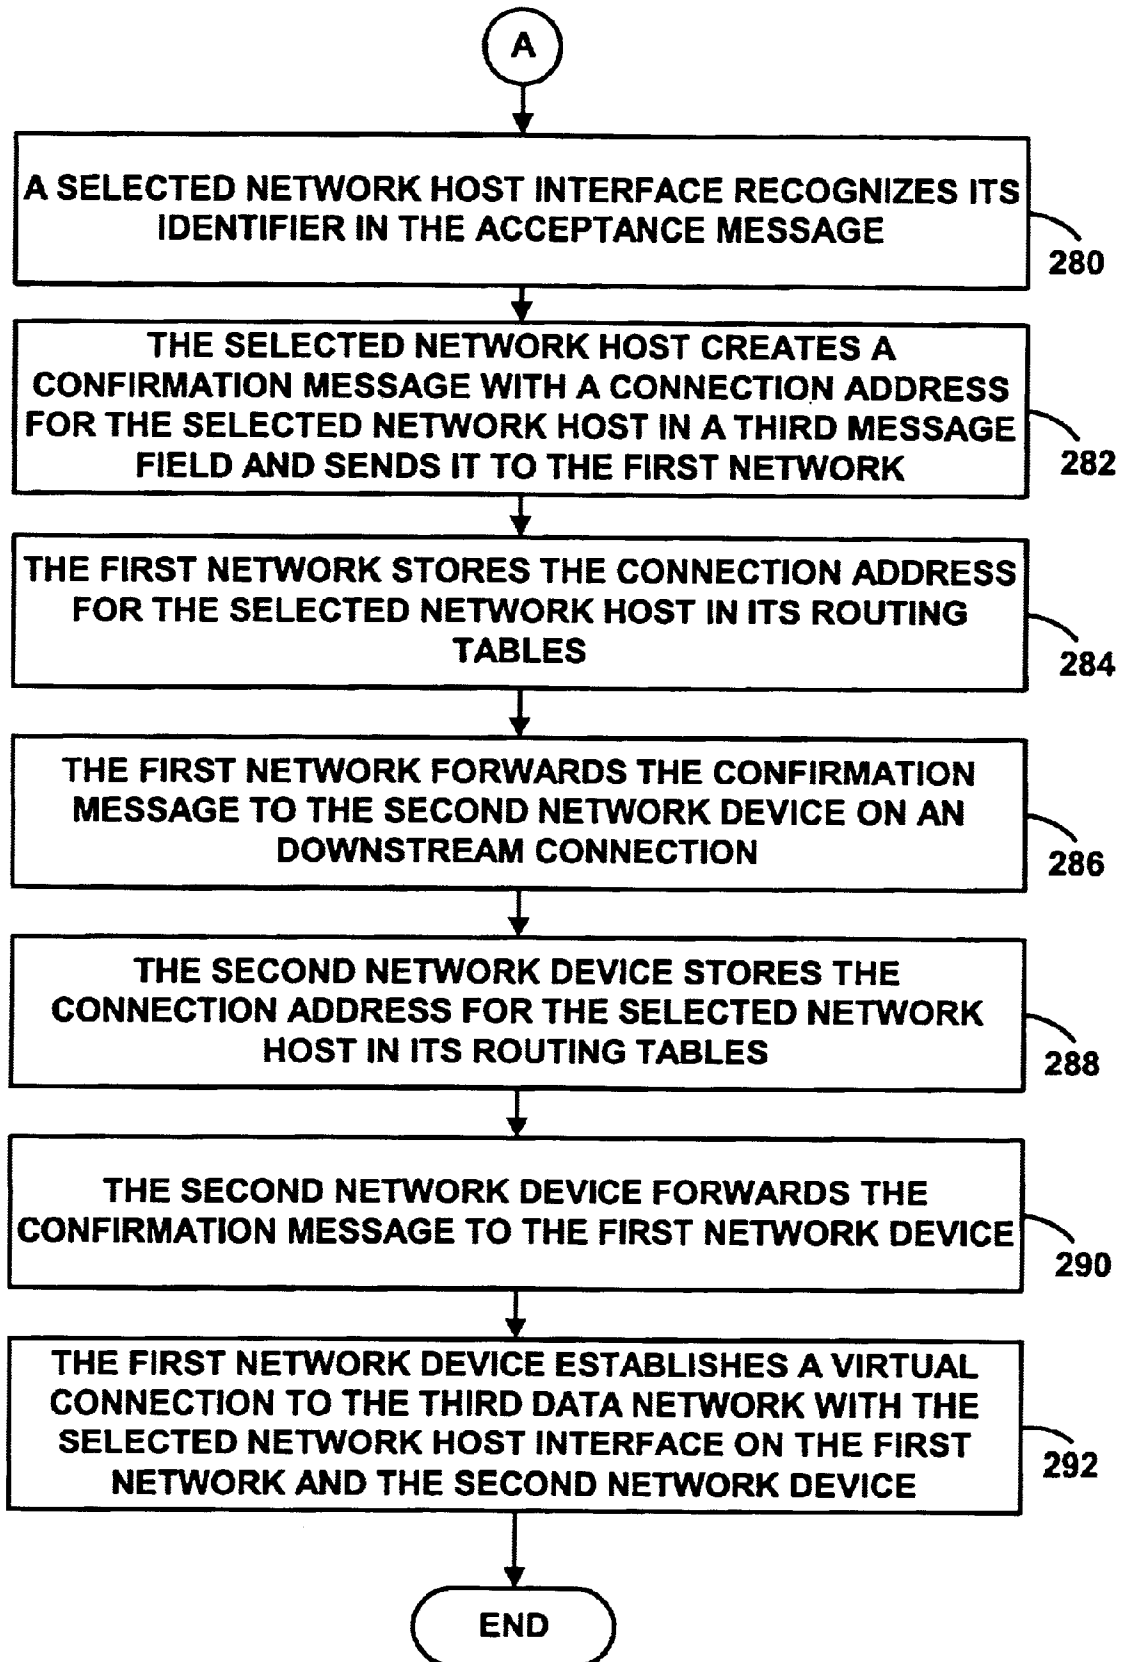 A
A SELECTED NETWORK HOST INTERFACE RECOGNIZES ITS
IDENTIFIER IN THE ACCEPTANCE MESSAGE
280
THE SELECTED NETWORK HOST CREATES A
CONFIRMATION MESSAGE WITH A CONNECTION ADDRESS
FOR THE SELECTED NETWORK HOST IN A THIRD MESSAGE
FIELD AND SENDS IT TO THE FIRST NETWORK
282
THE FIRST NETWORK STORES THE CONNECTION ADDRESS
FOR THE SELECTED NETWORK HOST IN ITS ROUTING
TABLES
284
THE FIRST NETWORK FORWARDS THE CONFIRMATION
MESSAGE TO THE SECOND NETWORK DEVICE ON AN
DOWNSTREAM CONNECTION
286
THE SECOND NETWORK DEVICE STORES THE
CONNECTION ADDRESS FOR THE SELECTED NETWORK
HOST IN ITS ROUTING TABLES
288
THE SECOND NETWORK DEVICE FORWARDS THE
CONFIRMATION MESSAGE TO THE FIRST NETWORK DEVICE
290
THE FIRST NETWORK DEVICE ESTABLISHES A VIRTUAL
CONNECTION TO THE THIRD DATA NETWORK WITH THE
SELECTED NETWORK HOST INTERFACE ON THE FIRST
NETWORK AND THE SECOND NETWORK DEVICE
292
END